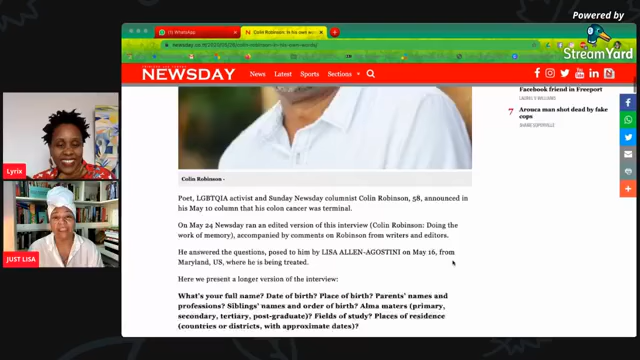 Powered by
StreamYard
(1) WhatsApp
Colin Robinson: In his own wo
NEWSDAY
News
Latest
Sports
Sections
Facebook friend in Freeport
LAUREL V WILLIAMS
7
Arouca man shot dead by fake
cops
SHANE SUPERVILLE
Colin Robinson -
Poet, LGBTQIA activist and Sunday Newsday columnist Colin Robinson, 58, announced in
his May 10 column that his colon cancer was terminal.
On May 24 Newsday ran an edited version of this interview (Colin Robinson: Doing the
work of memory), accompanied by comments on Robinson from writers and editors.
He answered the questions, posed to him by LISA ALLEN-AGOSTINI on May 16, from
Maryland, US, where he is being treated.
Here we present a longer version of the interview:
What's your full name? Date of birth? Place of birth? Parents' names and
professions? Siblings' names and order of birth? Alma maters (primary,
secondary, tertiary, post-graduate)? Fields of study? Places of residence
(countries or districts, with approximate dates)?
Lyrix
JUST LISA